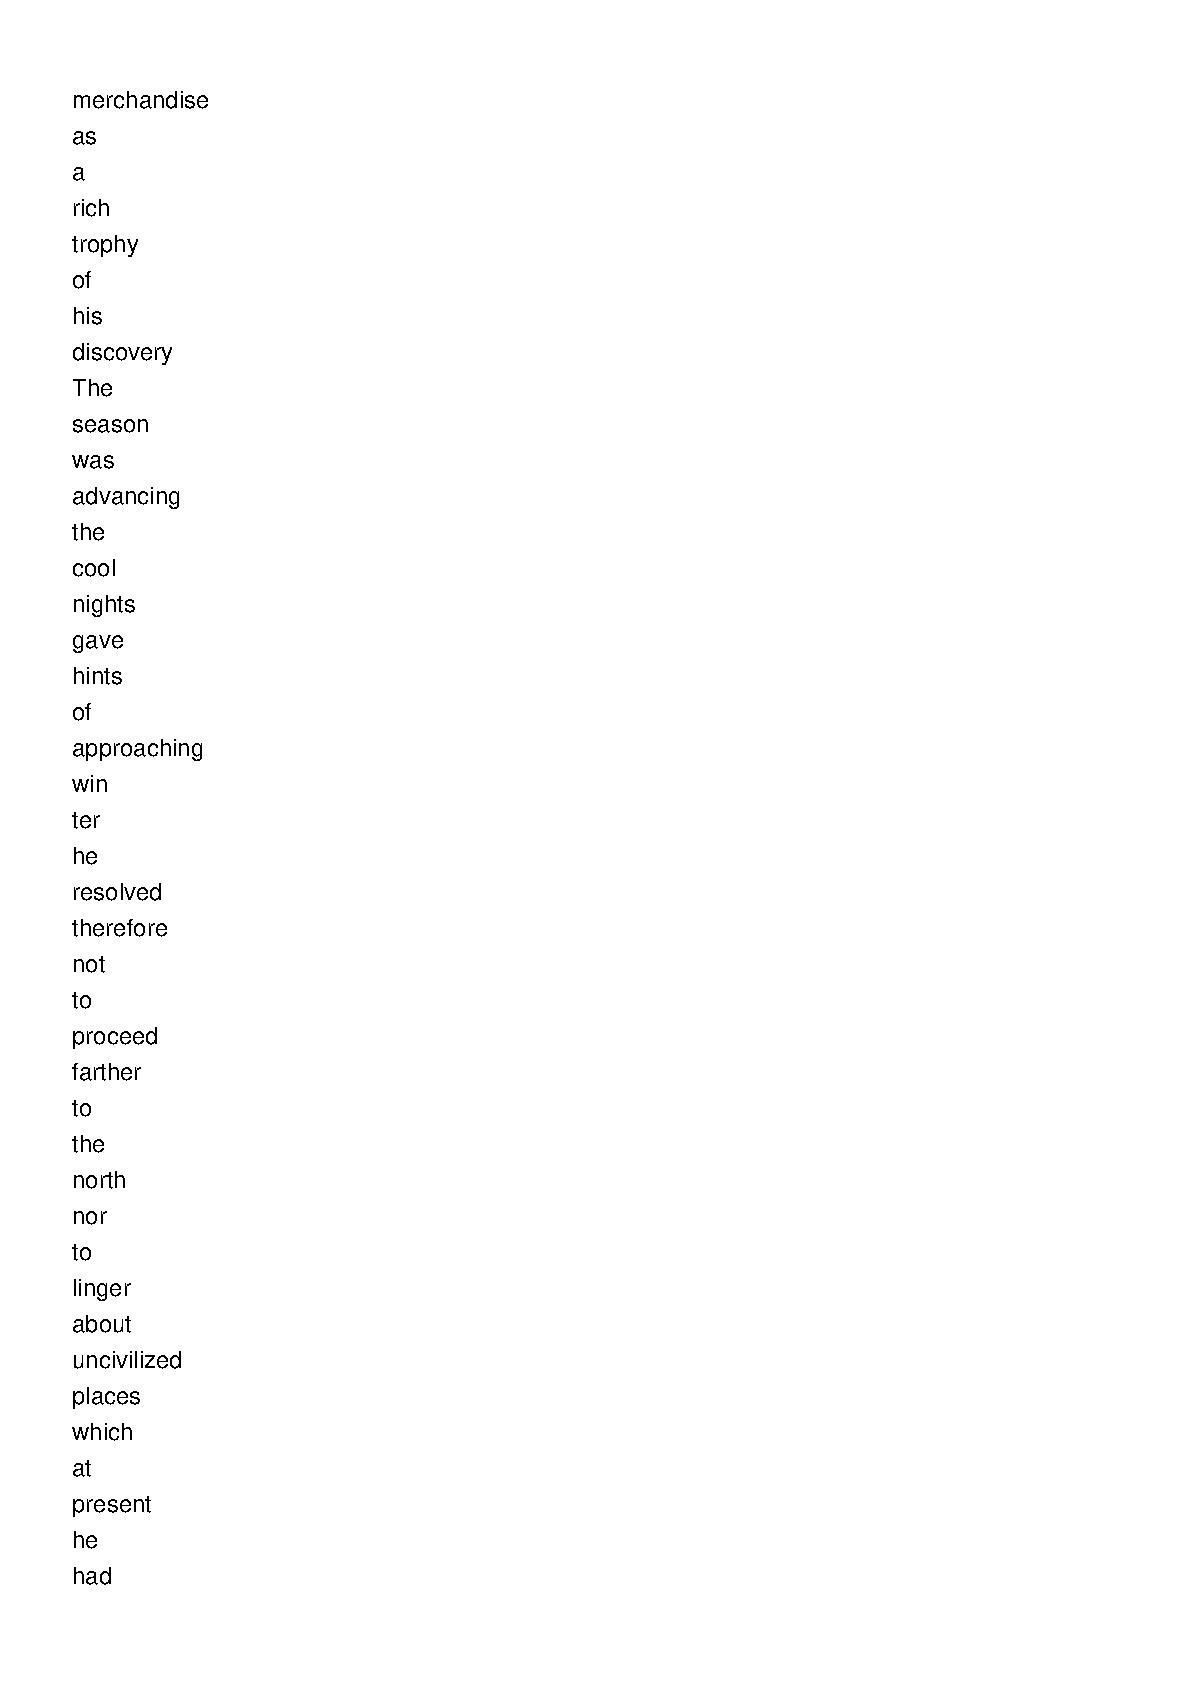 merchandise
as
a
rich
trophy
of
his
discovery
The
season
was
advancing
the
cool
nights
gave
hints
of
approaching
win
ter
he
resolved
therefore
not
to
proceed
farther
to
the
north
nor
to
linger
about
uncivilized
places
which
at
present
he
had